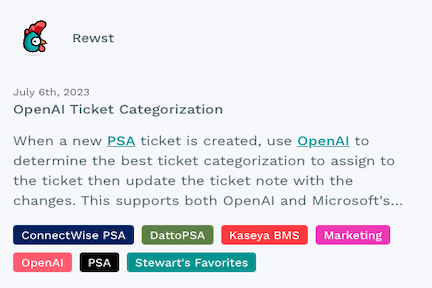 Rewst
July 6th, 2023
OpenAI Ticket Categorization
When a new PSA ticket is created, use OpenAI to
determine the best ticket categorization to assign to
the ticket then update the ticket note with the
changes. This supports both OpenAI and Microsoft's...
ConnectWise PSA DattoPSA Kaseya BMS Marketing
OpenAI PSA Stewart's Favorites